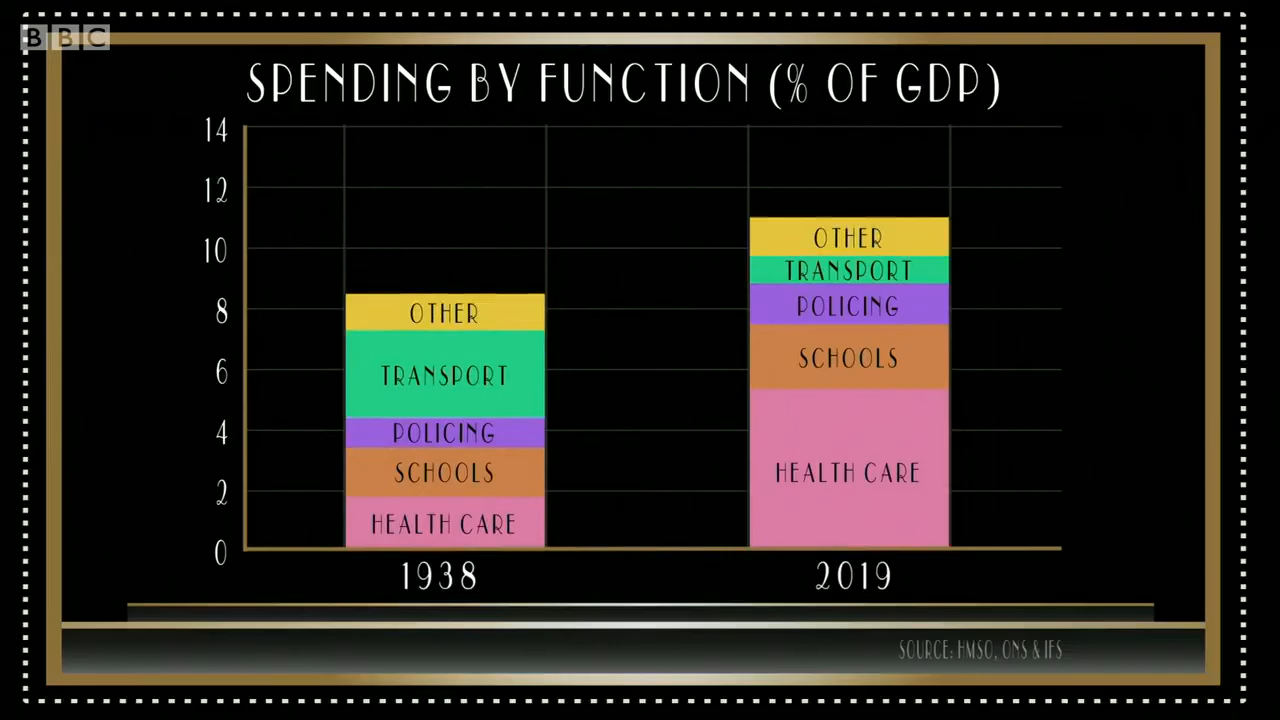 BBC
SPENDING BY FUNCTION (% OF GDP)
14
12
10
8
6
4
2
0
OTHER
TRANSPORT
POLICING
SCHOOLS
HEALTH CARE
OTHER
TRANSPORT
POLICING
SCHOOLS
HEALTH CARE
1938
2019
SOURCE: HMSO, ONS & IFS